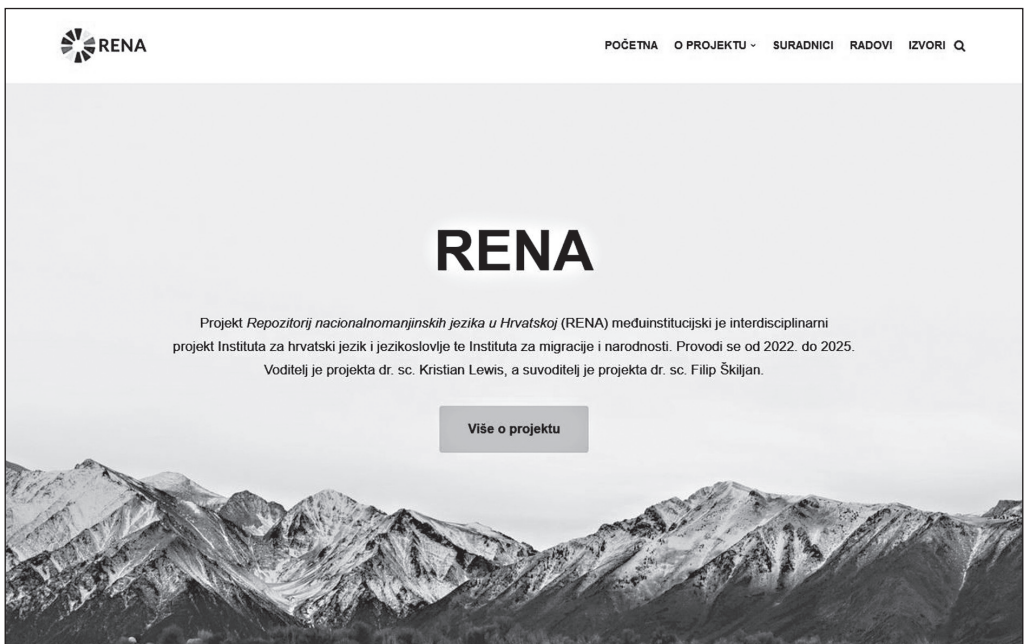 RENA
POČETNA O PROJEKTU SURADNICI RADOVI IZVORI
RENA
Projekt Repozitorij nacionalnomanjinskih jezika u Hrvatskoj (RENA) međuinstitucijski je interdisciplinarni
projekt Instituta za hrvatski jezik i jezikoslovlje te Instituta za migracije i narodnosti. Provodi se od 2022. do 2025.
Voditelj je projekta dr. sc. Kristian Lewis, a suvoditelj je projekta dr. sc. Filip Škiljan.
Više o projektu